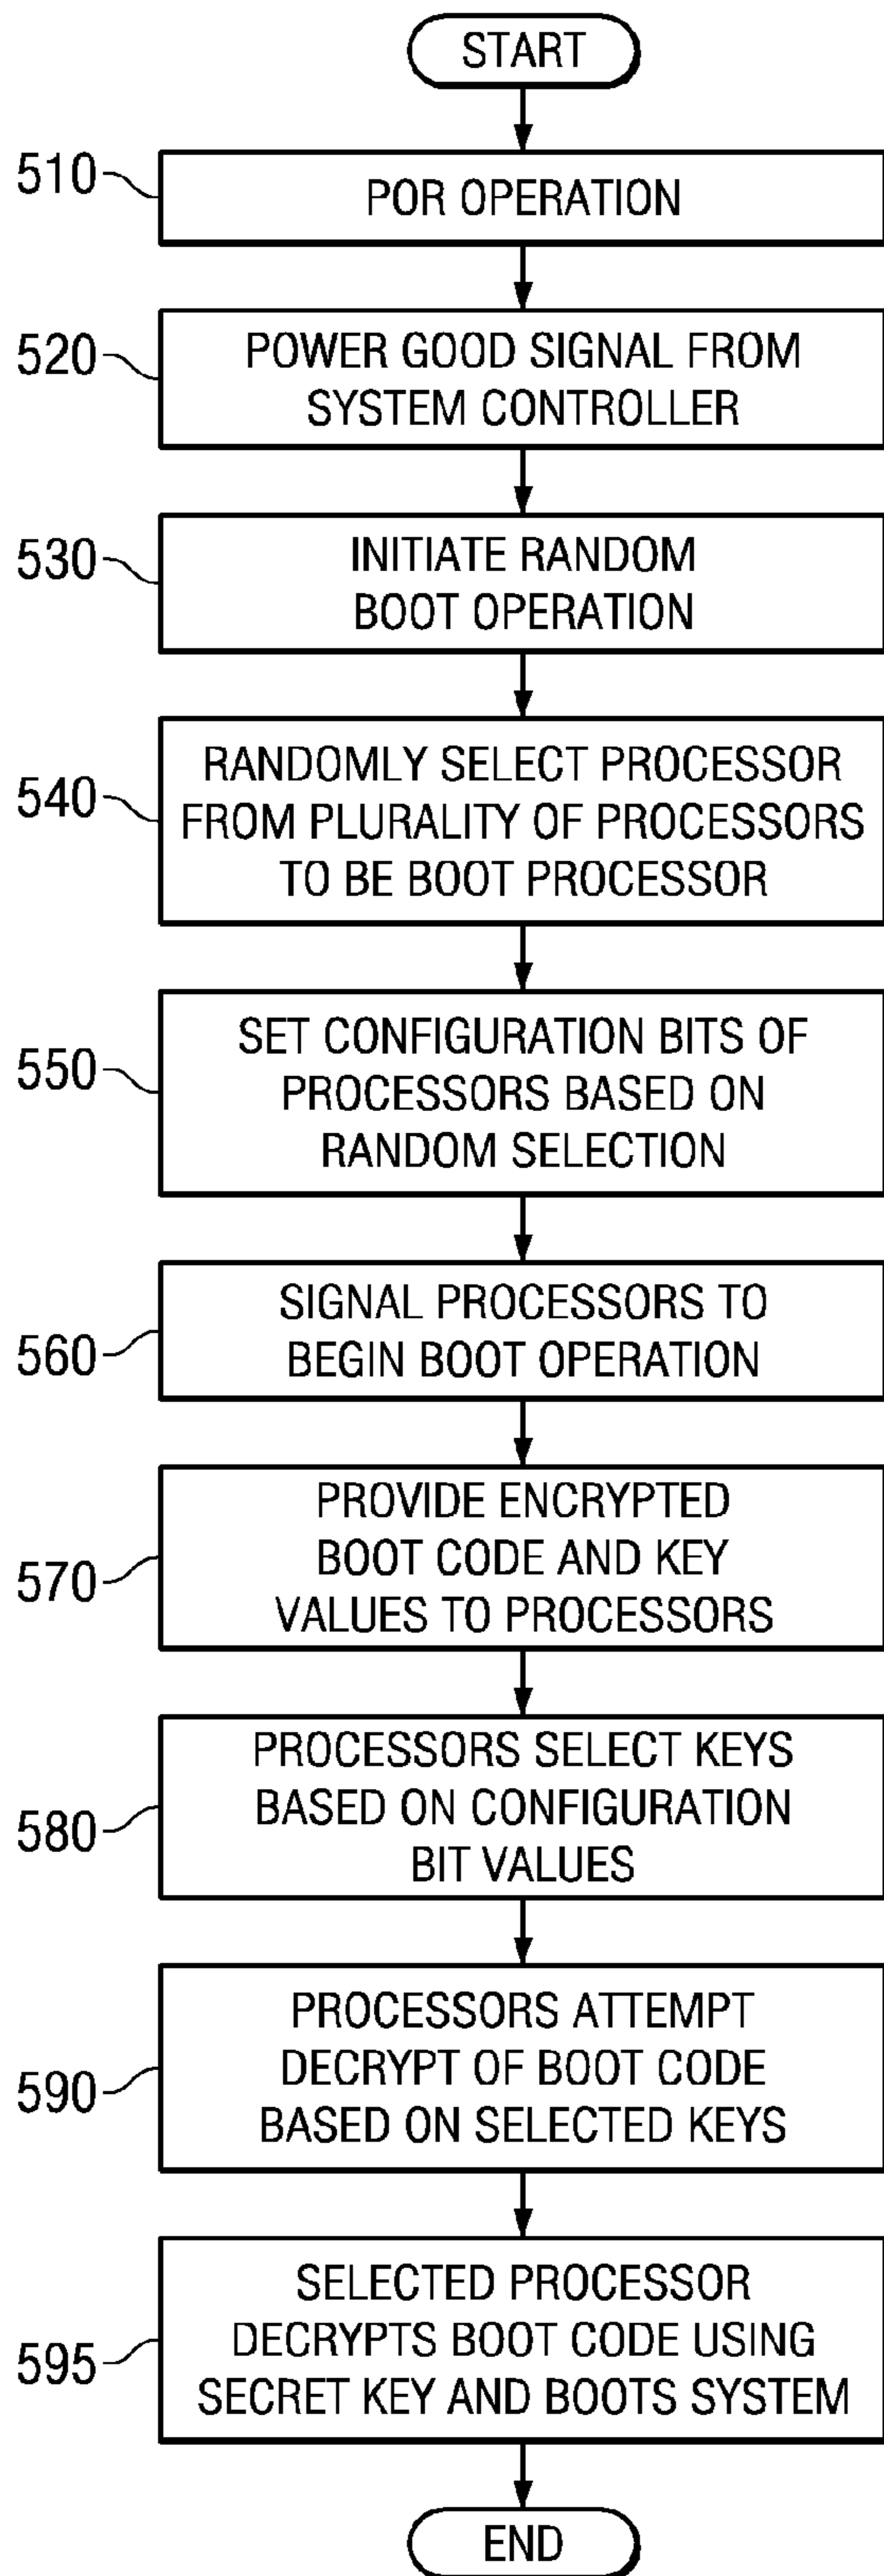 START
510
POR OPERATION
520
POWER GOOD SIGNAL FROM
SYSTEM CONTROLLER
530
INITIATE RANDOM
BOOT OPERATION
540
RANDOMLY SELECT PROCESSOR
FROM PLURALITY OF PROCESSORS
TO BE BOOT PROCESSOR
550
SET CONFIGURATION BITS OF
PROCESSORS BASED ON
RANDOM SELECTION
560
SIGNAL PROCESSORS TO
BEGIN BOOT OPERATION
570
PROVIDE ENCRYPTED
BOOT CODE AND KEY
VALUES TO PROCESSORS
580
PROCESSORS SELECT KEYS
BASED ON CONFIGURATION
BIT VALUES
590
PROCESSORS ATTEMPT
DECRYPT OF BOOT CODE
BASED ON SELECTED KEYS
595
SELECTED PROCESSOR
DECRYPTS BOOT CODE USING
SECRET KEY AND BOOTS SYSTEM
END